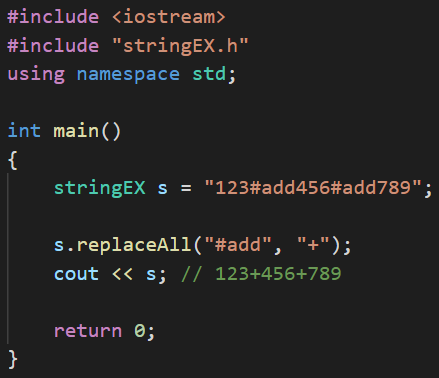 #include <iostream>
#include "stringEX.h"
using namespace std;
int main()
{
stringEX s = "123#add456#add789";
s.replaceAll("#add", "+");
cout << s; // 123+456+789
return 0;
}